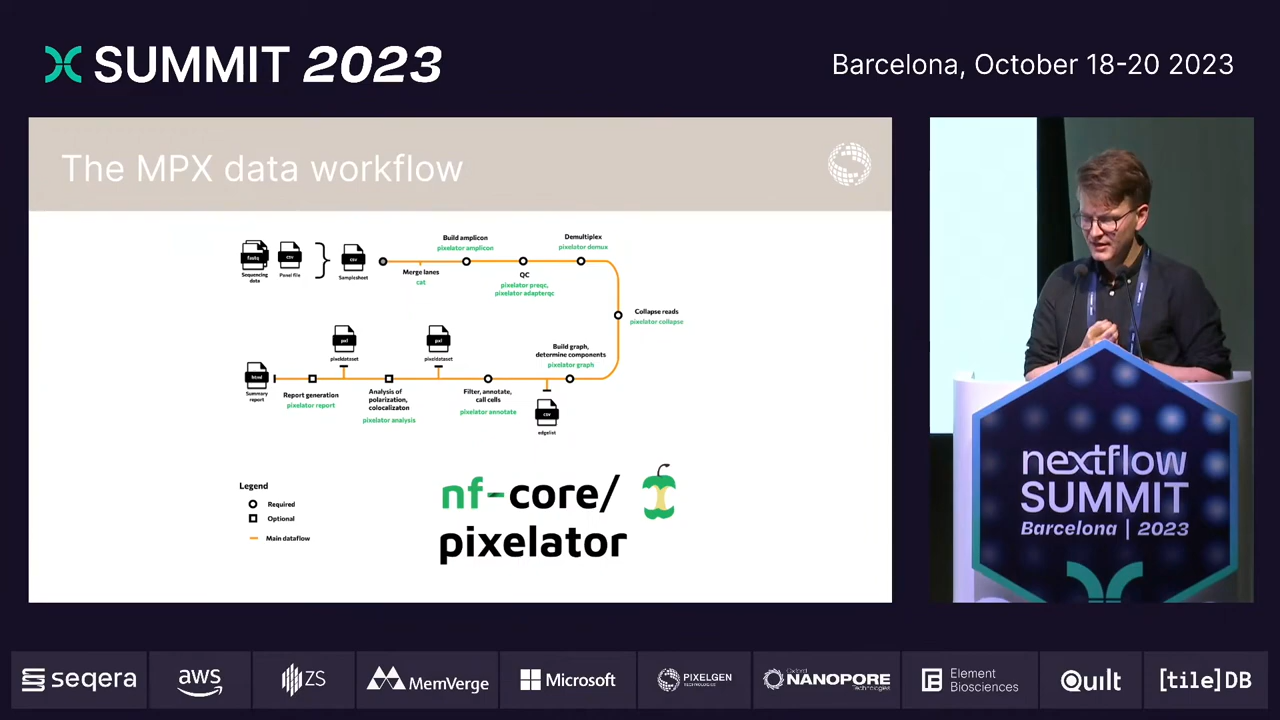 SUMMIT 2023
Barcelona, October 18-20 2023
The MPX data workflow
fastq
Sequencing
data
csv
Panel file
csv
Samplesheet
Merge lanes
cat
Build amplicon
pixelator amplicon
QC
pixelator preqc,
pixelator adapterqc
Demultiplex
pixelator demux
Collapse reads
pixelator collapse
Build graph,
determine components
pixelator graph
csv
edgelist
Filter, annotate,
call cells
pixelator annotate
pxl
pixeldataset
Analysis of
polarization,
colocalizaton
pixelator analysis
pxl
pixeldataset
Report generation
pixelator report
html
Summary
report
Legend
Required
Optional
Main dataflow
nf-core/
pixelator
nextflow
SUMMIT
Barcelona | 2023
seqera
aws
ZS
MemVerge
Microsoft
PIXELGEN
TECHNOLOGIES
Oxford
NANOPORE
Technologies
Element
Biosciences
Quilt
[tile]DB